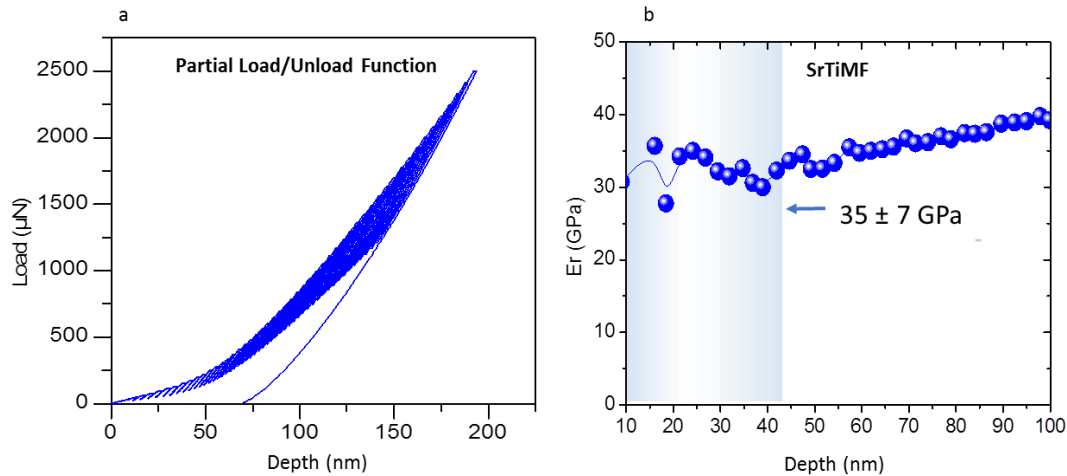 a
Partial Load/Unload Function
Load (µN)
2500
2000
1500
1000
500
0
0 50 100 150 200
Depth (nm)
b
SrTiMF
Er (GPa)
50
40
30
20
10
0
35 ± 7 GPa
10 20 30 40 50 60 70 80 90 100
Depth (nm)